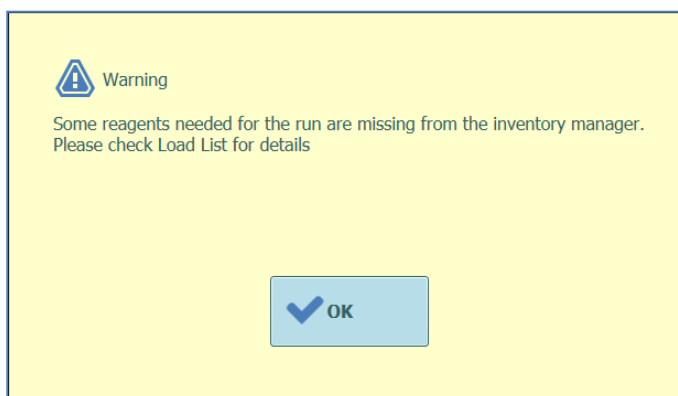 Warning
Some reagents needed for the run are missing from the inventory manager.
Please check Load List for details
OK